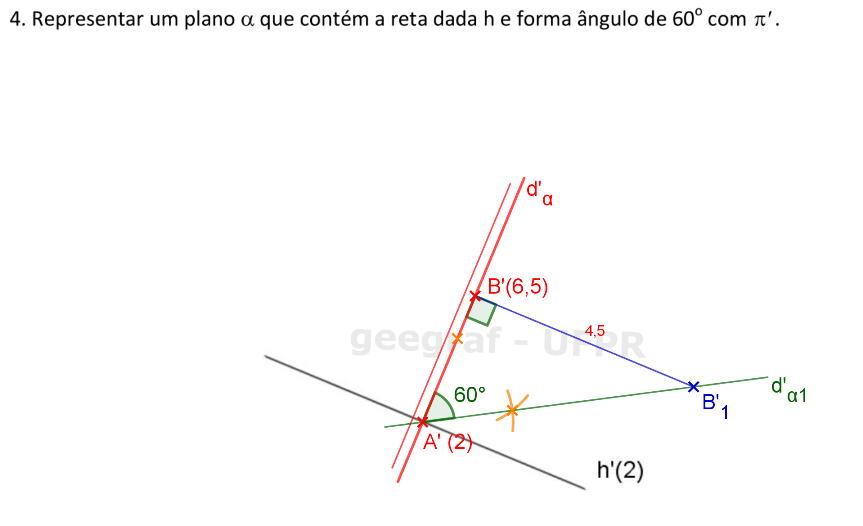 4. Representar um plano α que contém a reta dada h e forma ângulo de 60º com π′.
d'α
B'(6,5)
4,5
geegraf - UFPR
60°
d'α1
B'1
A' (2)
h'(2)